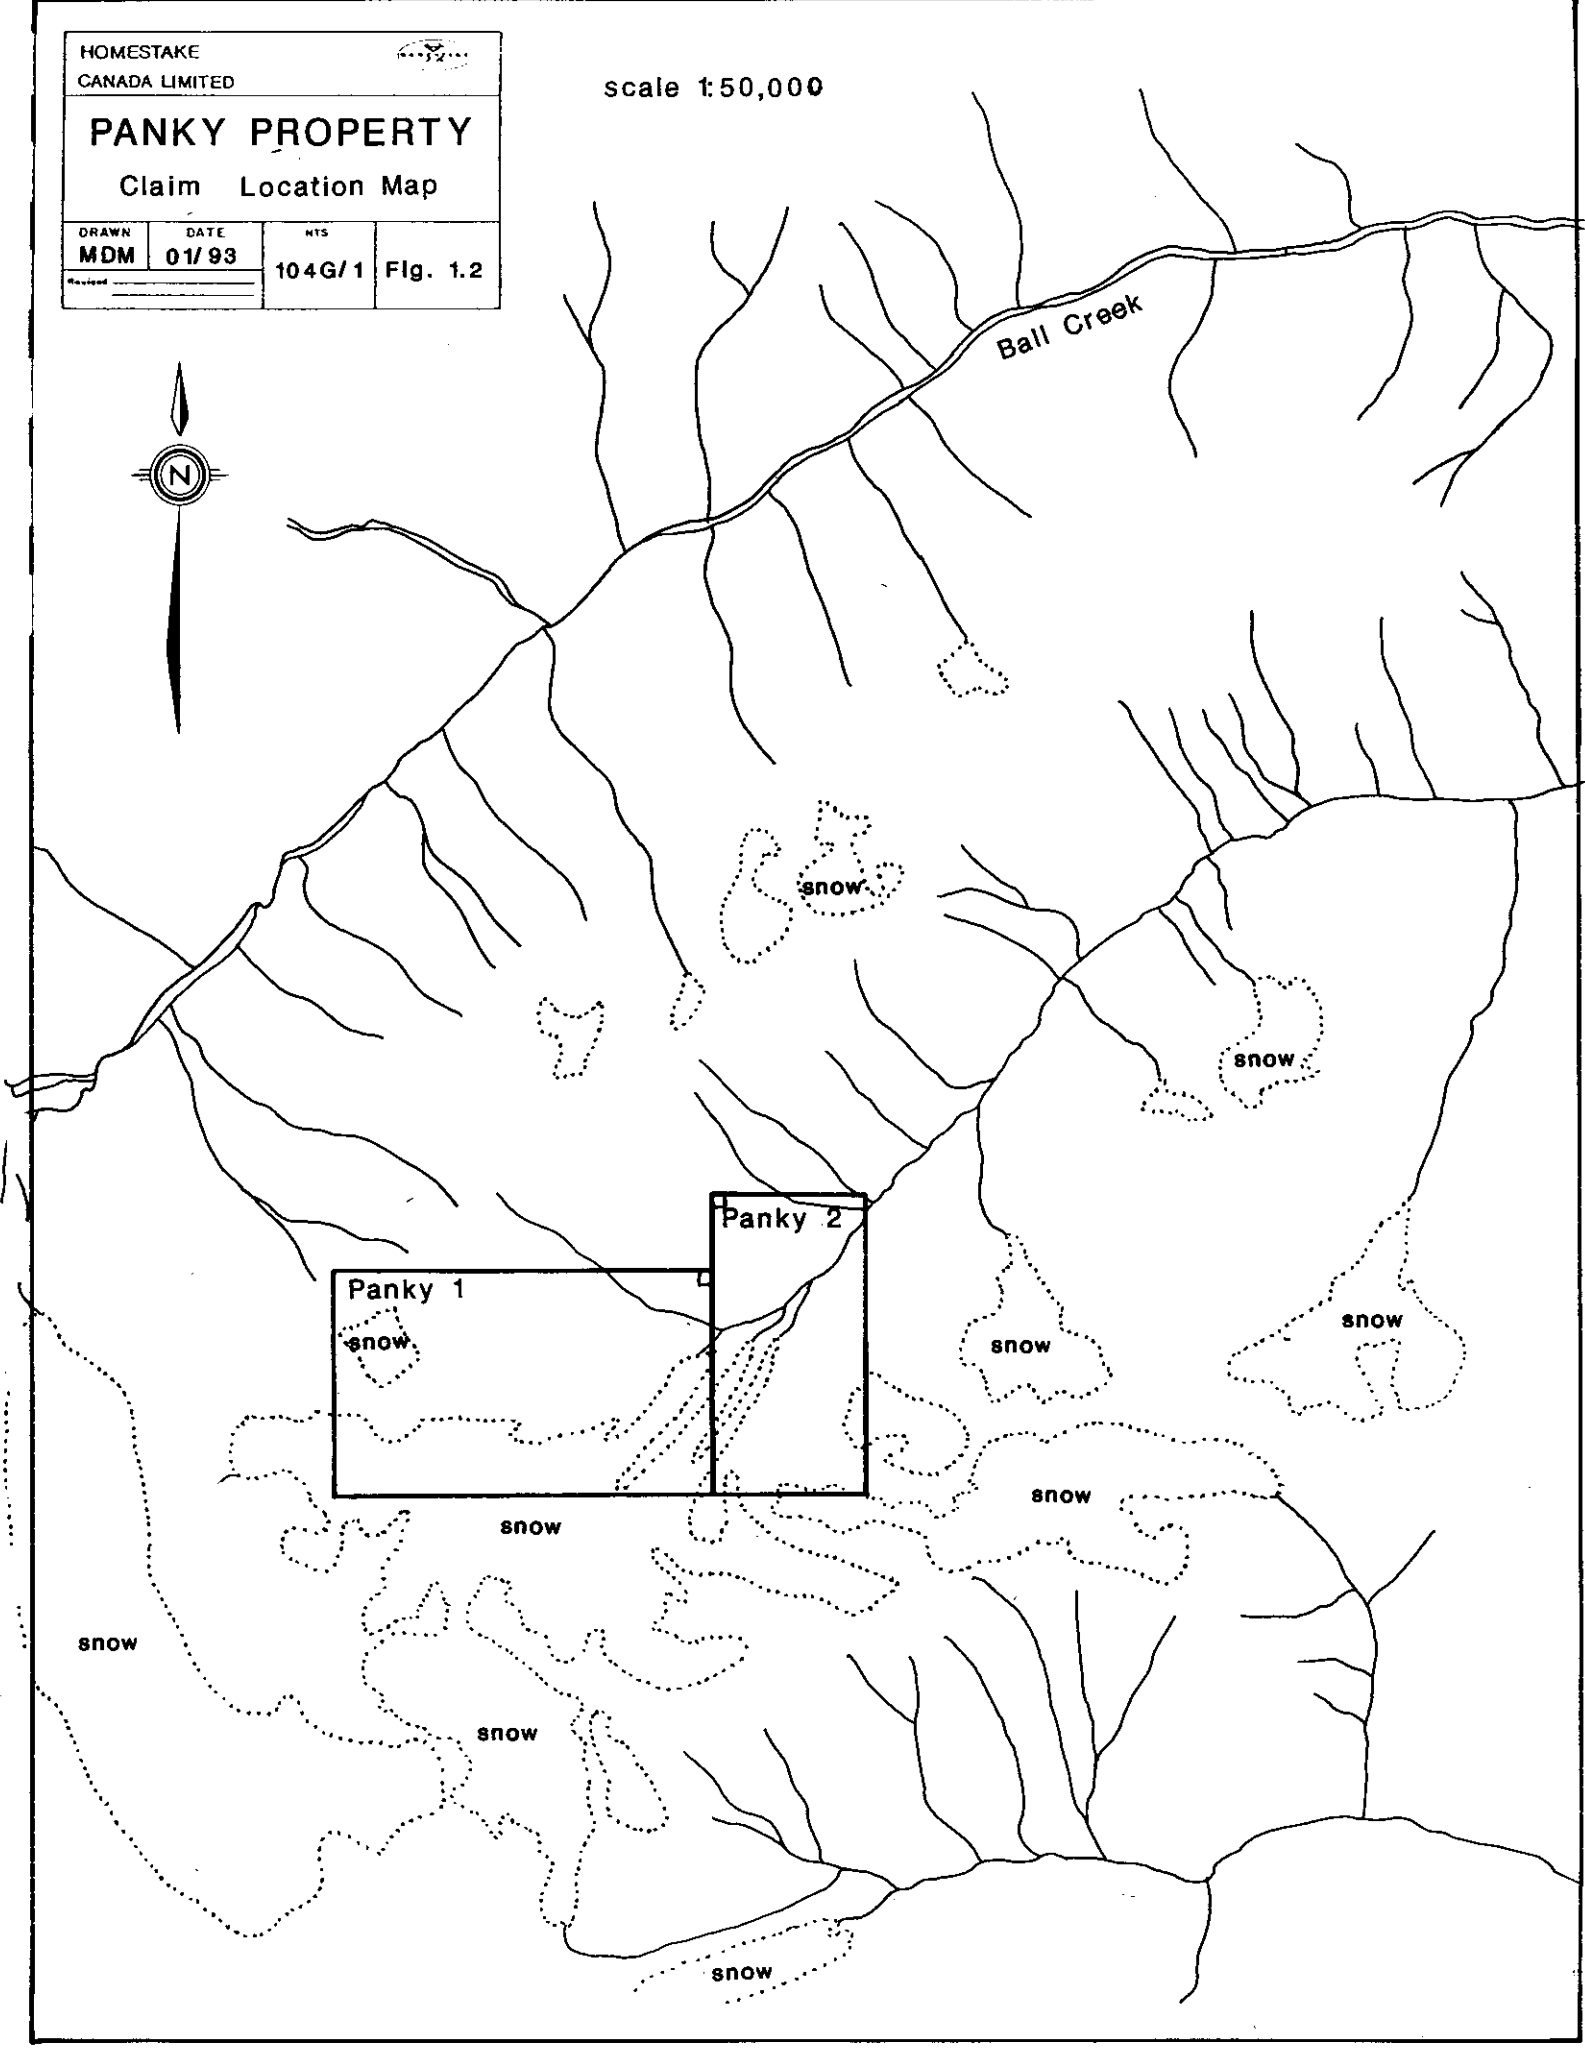 HOMESTAKE
CANADA LIMITED
PANKY PROPERTY
Claim Location Map
DRAWN
MDM
DATE
01/93
NTS
104G/1
Fig. 1.2
Revised
scale 1:50,000
N
Ball Creek
snow
snow
Panky 2
Panky 1
snow
snow
snow
snow
snow
snow
snow
snow